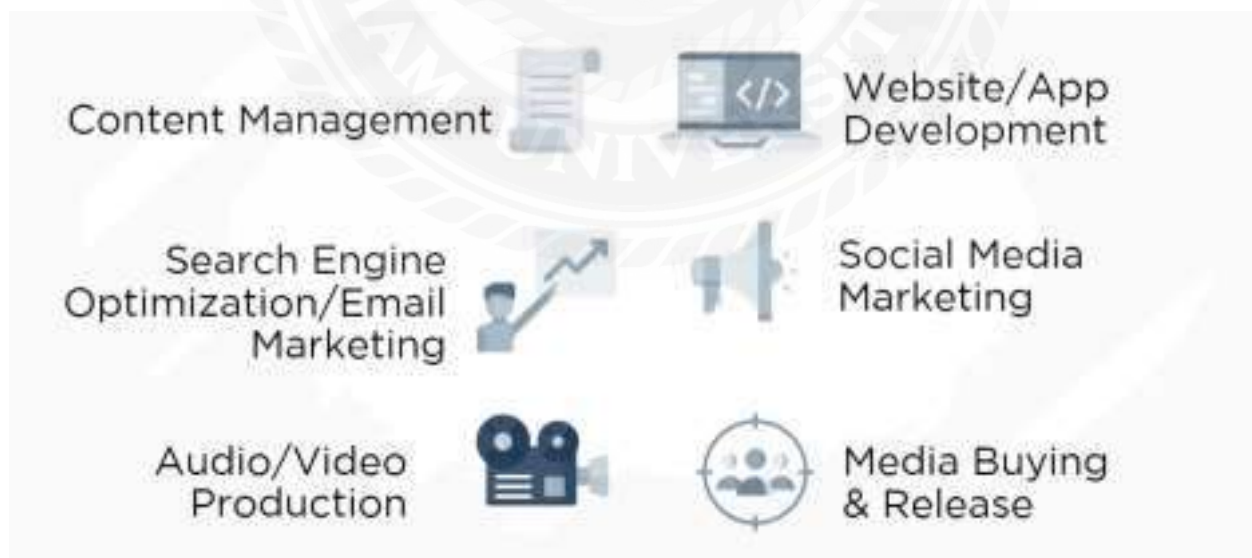 Content Management
Website/App
Development
Search Engine
Optimization/Email
Marketing
Social Media
Marketing
Audio/Video
Production
Media Buying
& Release